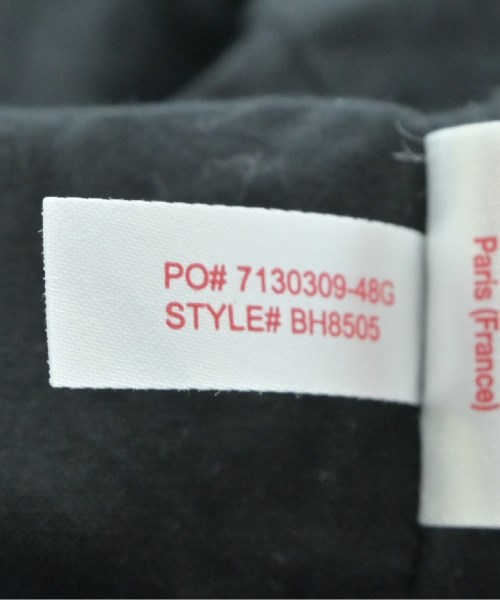 PO# 7130309-48G
STYLE# BH8505
Paris (France)